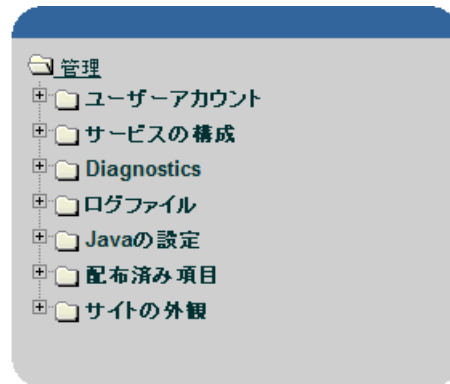 管理
ユーザーアカウント
サービスの構成
Diagnostics
ログファイル
Javaの設定
配布済み項目
サイトの外観